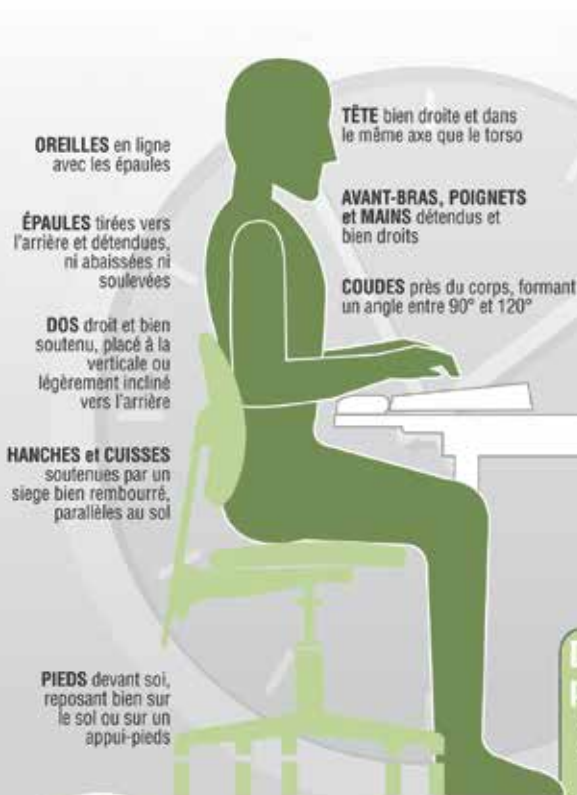 TÊTE bien droite et dans
le même axe que le torso
OREILLES en ligne
avec les épaules
AVANT-BRAS, POIGNETS
et MAINS détendus et
bien droits
ÉPAULES tirées vers
l'arrière et détendues,
ni abaissées ni
soulevées
COUDES près du corps, formant
un angle entre 90° et 120°
DOS droit et bien
soutenu, placé à la
verticale ou
légèrement incliné
vers l'arrière
HANCHES et CUISSES
soutenues par un
siege bien rembourré,
parallèles au sol
PIEDS devant soi,
reposant bien sur
le sol ou sur un
appui-pieds